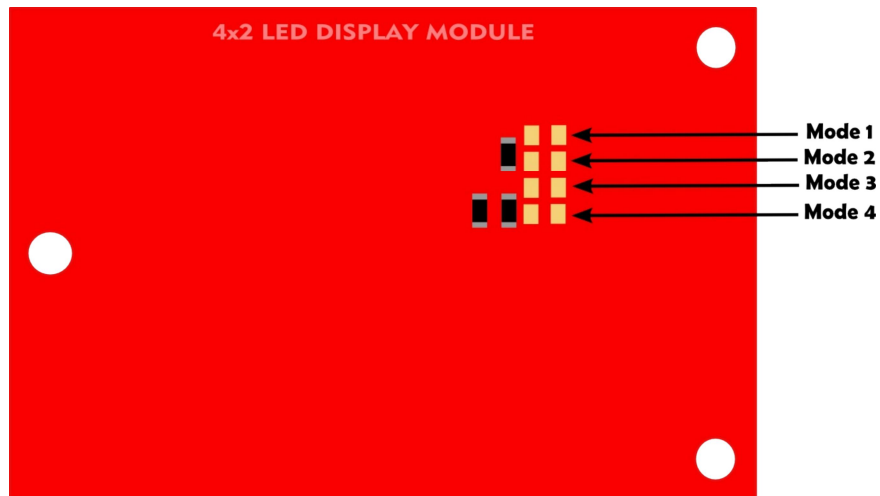 4x2 LED DISPLAY MODULE
Mode 1
Mode 2
Mode 3
Mode 4